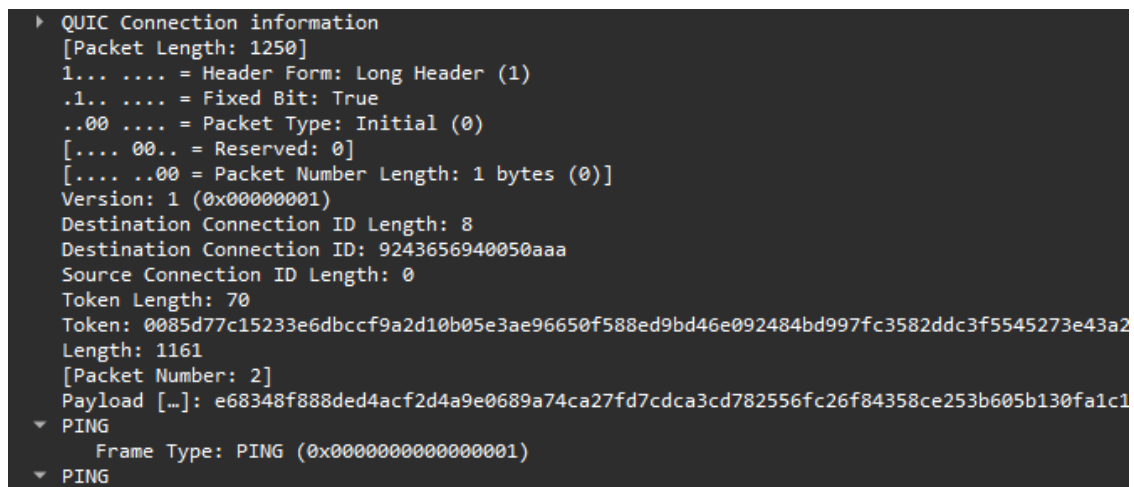 QUIC Connection information
[Packet Length: 1250]
1... .... = Header Form: Long Header (1)
.1.. .... = Fixed Bit: True
..00 .... = Packet Type: Initial (0)
[.... 00.. = Reserved: 0]
[.... ..00 = Packet Number Length: 1 bytes (0)]
Version: 1 (0x00000001)
Destination Connection ID Length: 8
Destination Connection ID: 9243656940050aaa
Source Connection ID Length: 0
Token Length: 70
Token: 0085d77c15233e6dbccf9a2d10b05e3ae96650f588ed9bd46e092484bd997fc3582ddc3f5545273e43a2
Length: 1161
[Packet Number: 2]
Payload […]: e68348f888ded4acf2d4a9e0689a74ca27fd7cdca3cd782556fc26f84358ce253b605b130fa1c1
PING
Frame Type: PING (0x0000000000000001)
PING